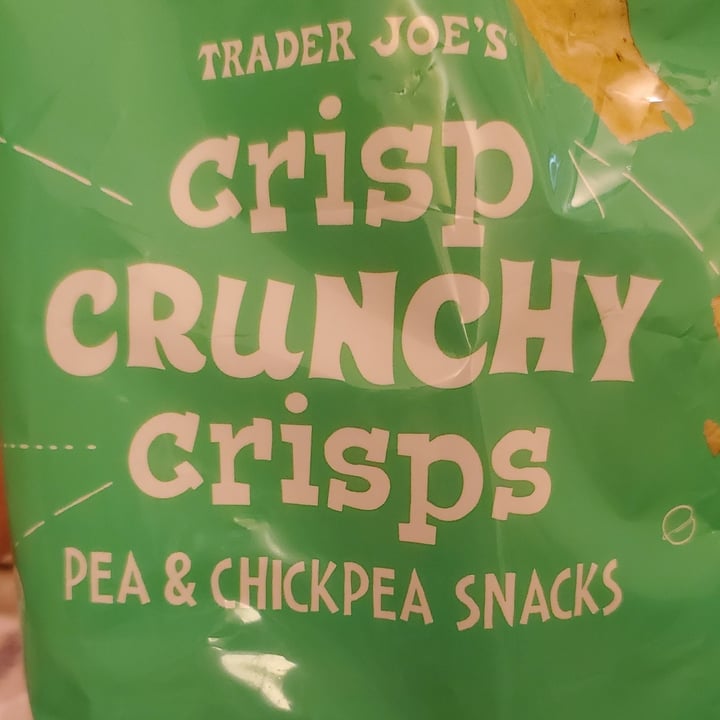 TRADER JOE'S
crisp
CRUNCHY
crisps
PEA & CHICKPEA SNACKS